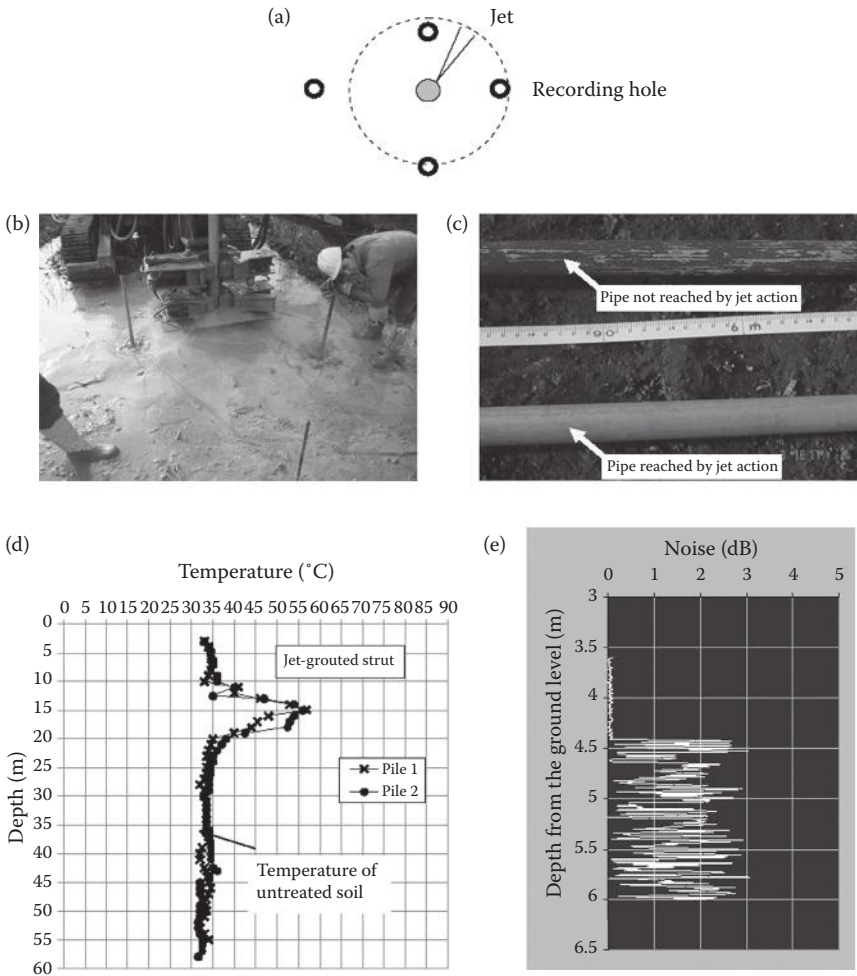 (a)
Jet
Recording hole
(b)
(c)
Pipe not reached by jet action
Pipe reached by jet action
(d)
Temperature (˚C)
0 5 10 15 20 25 30 35 40 45 50 55 60 65 70 75 80 85 90
0
5
10
15
20
25
30
35
40
45
50
55
60
Depth (m)
Jet-grouted strut
Pile 1
Pile 2
Temperature of
untreated soil
(e)
Noise (dB)
0 1 2 3 4 5
3
3.5
4
4.5
5
5.5
6
6.5
Depth from the ground level (m)